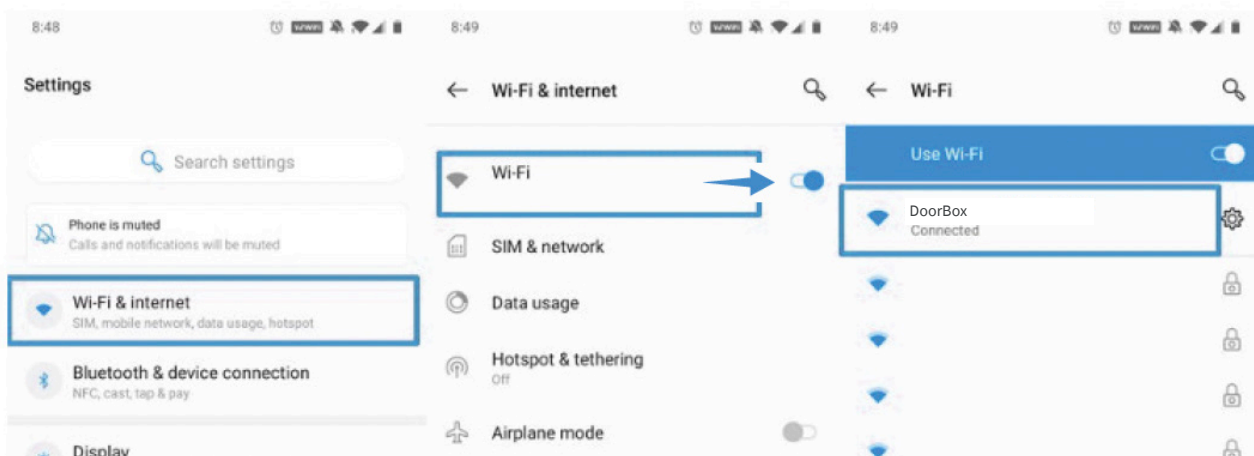 8:48
Settings
Search settings
Phone is muted
Calls and notifications will be muted
Wi-Fi & internet
SIM, mobile network, data usage, hotspot
Bluetooth & device connection
NFC, cast, tap & pay
Display
8:49
Wi-Fi & internet
Wi-Fi
SIM & network
Data usage
Hotspot & tethering
Off
Airplane mode
8:49
Wi-Fi
Use Wi-Fi
DoorBox
Connected